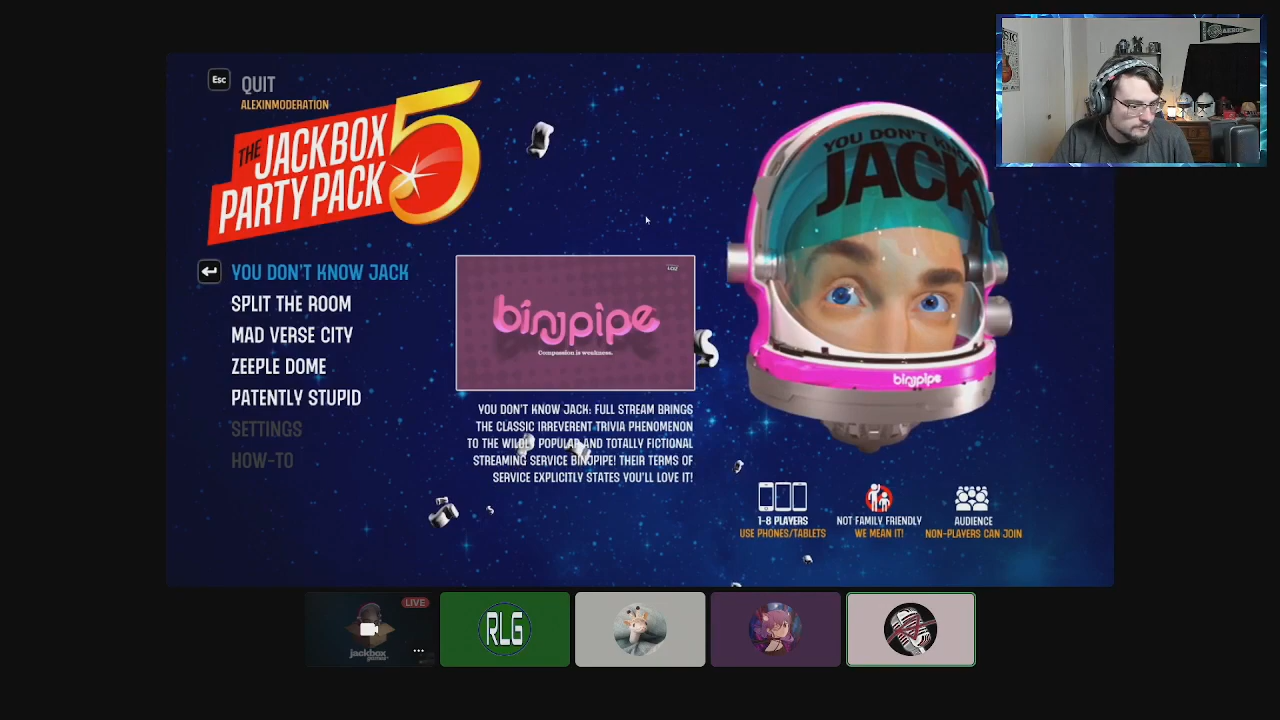 Esc
QUIT
ALEXINMODERATION
THE
JACKBOX
PARTY PACK
5
YOU DON'T KNOW JACK
SPLIT THE ROOM
MAD VERSE CITY
ZEEPLE DOME
PATENTLY STUPID
SETTINGS
HOW-TO
binjpipe
Compassion is weakness.
YOU DON'T KNOW JACK: FULL STREAM BRINGS
THE CLASSIC IRREVERENT TRIVIA PHENOMENON
TO THE WILDLY POPULAR AND TOTALLY FICTIONAL
STREAMING SERVICE BINJPIPE! THEIR TERMS OF
SERVICE EXPLICITLY STATES YOU'LL LOVE IT!
YOU DON'T KNOW
JACK
binjpipe
1-8 PLAYERS
USE PHONES/TABLETS
NOT FAMILY FRIENDLY
WE MEAN IT!
AUDIENCE
NON-PLAYERS CAN JOIN
LIVE
jackbox
games
RLG